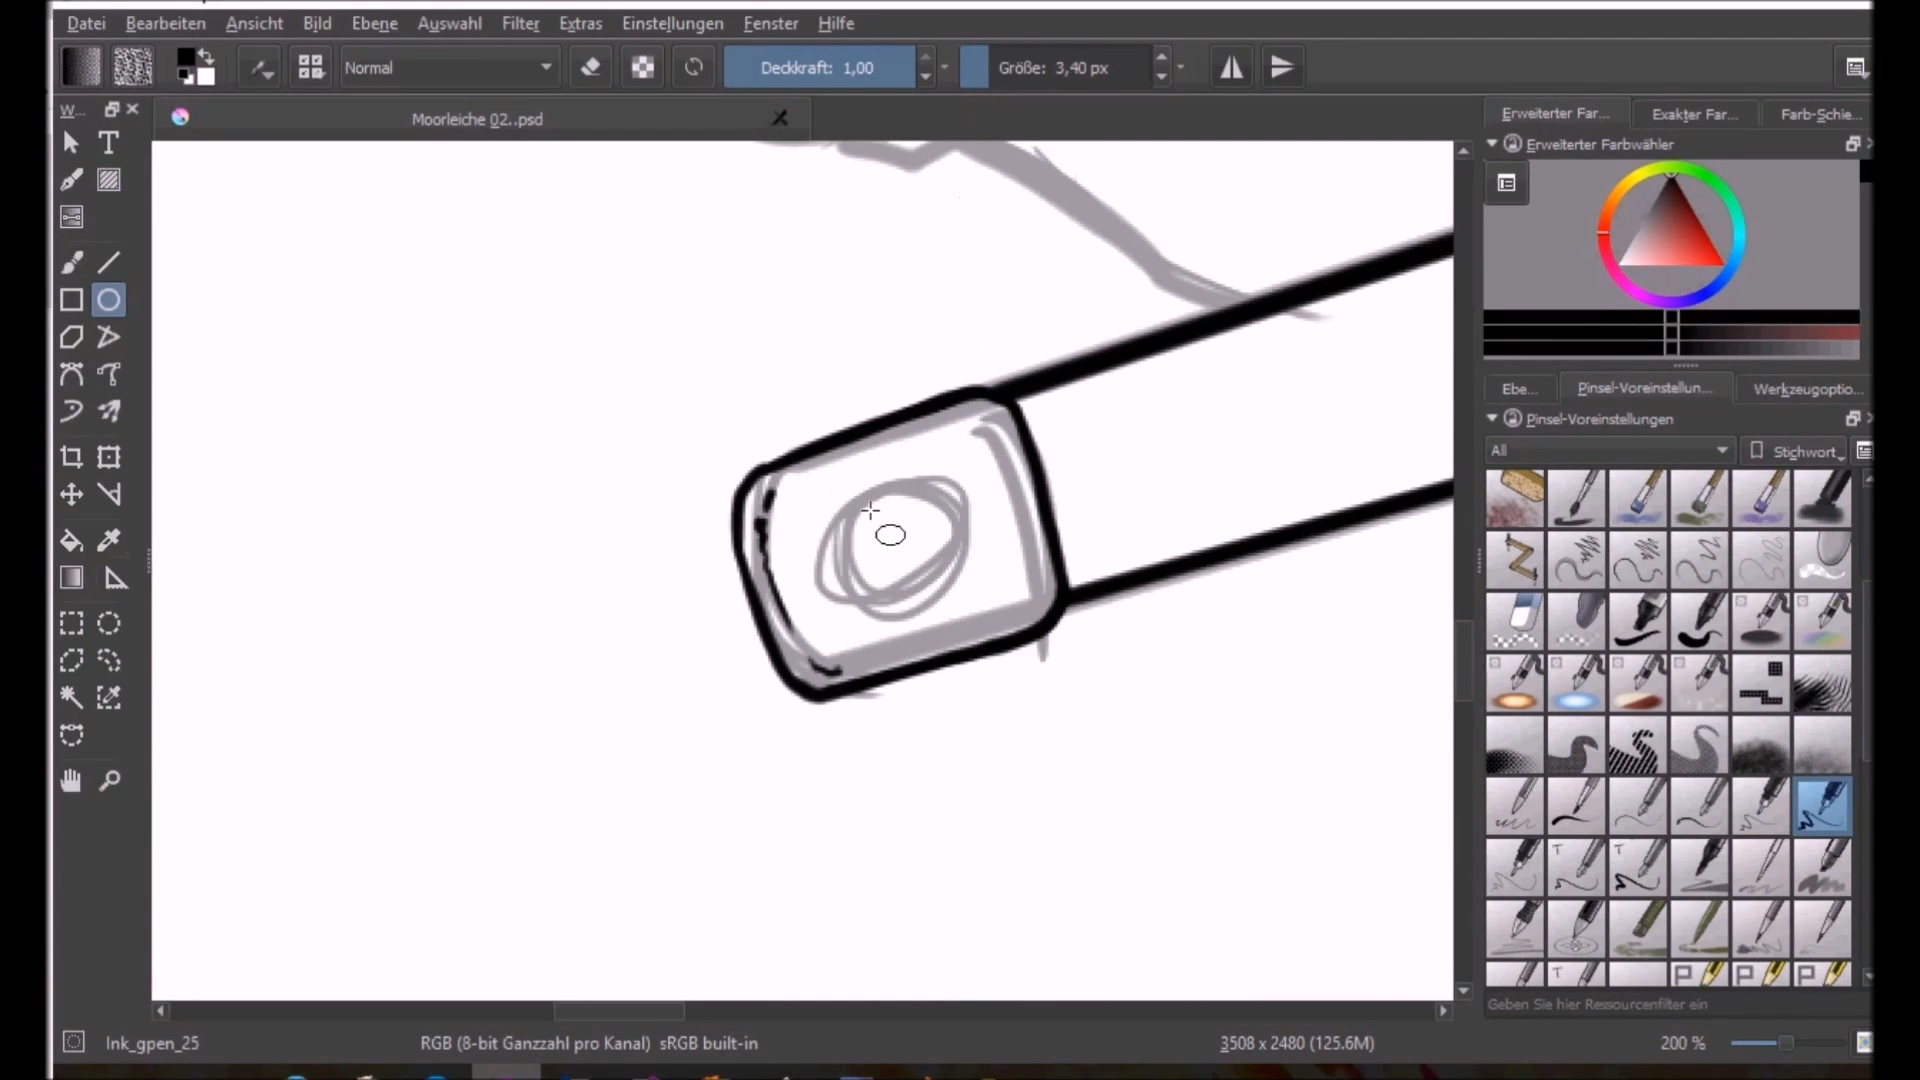 Datei Bearbeiten Ansicht Bild Ebene Auswahl Filter Extras Einstellungen Fenster Hilfe
Normal Deckkraft: 1,00 Größe: 3,40 px
W... Moorleiche 02..psd Erweiterter Far... Exakter Far... Farb-Schie...
Erweiterter Farbwähler
Ebe... Pinsel-Voreinstellun... Werkzeugoptio...
Pinsel-Voreinstellungen
All Stichwort
T T
T P P P
Geben Sie hier Ressourcenfilter ein
Ink_gpen_25 RGB (8-bit Ganzzahl pro Kanal) sRGB built-in 3508 x 2480 (125.6M) 200 %